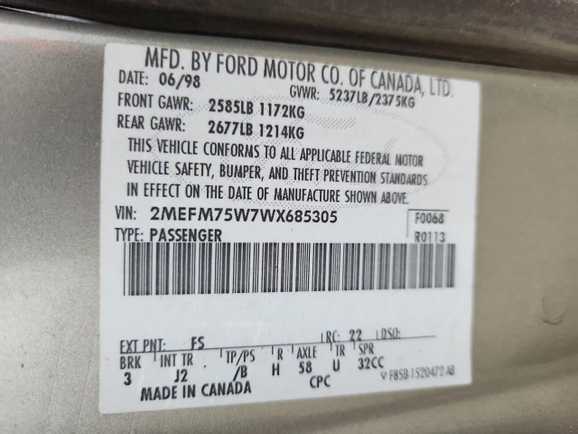 MFD. BY FORD MOTOR CO. OF CANADA, LTD.
DATE: 06/98 GVWR: 5237LB/2375KG
FRONT GAWR: 2585LB 1172KG
REAR GAWR: 2677LB 1214KG
THIS VEHICLE CONFORMS TO ALL APPLICABLE FEDERAL MOTOR
VEHICLE SAFETY, BUMPER, AND THEFT PREVENTION STANDARDS
IN EFFECT ON THE DATE OF MANUFACTURE SHOWN ABOVE.
VIN: 2MEFM75W7WX685305 F0068
TYPE: PASSENGER R0113
EXT PNT: FS RC: 22 DSO:
BRK INT TR TP/PS R AXLE TR SPR
3 J2 /B H 58 U 32CC
MADE IN CANADA CPC
F85B-1520472-AB